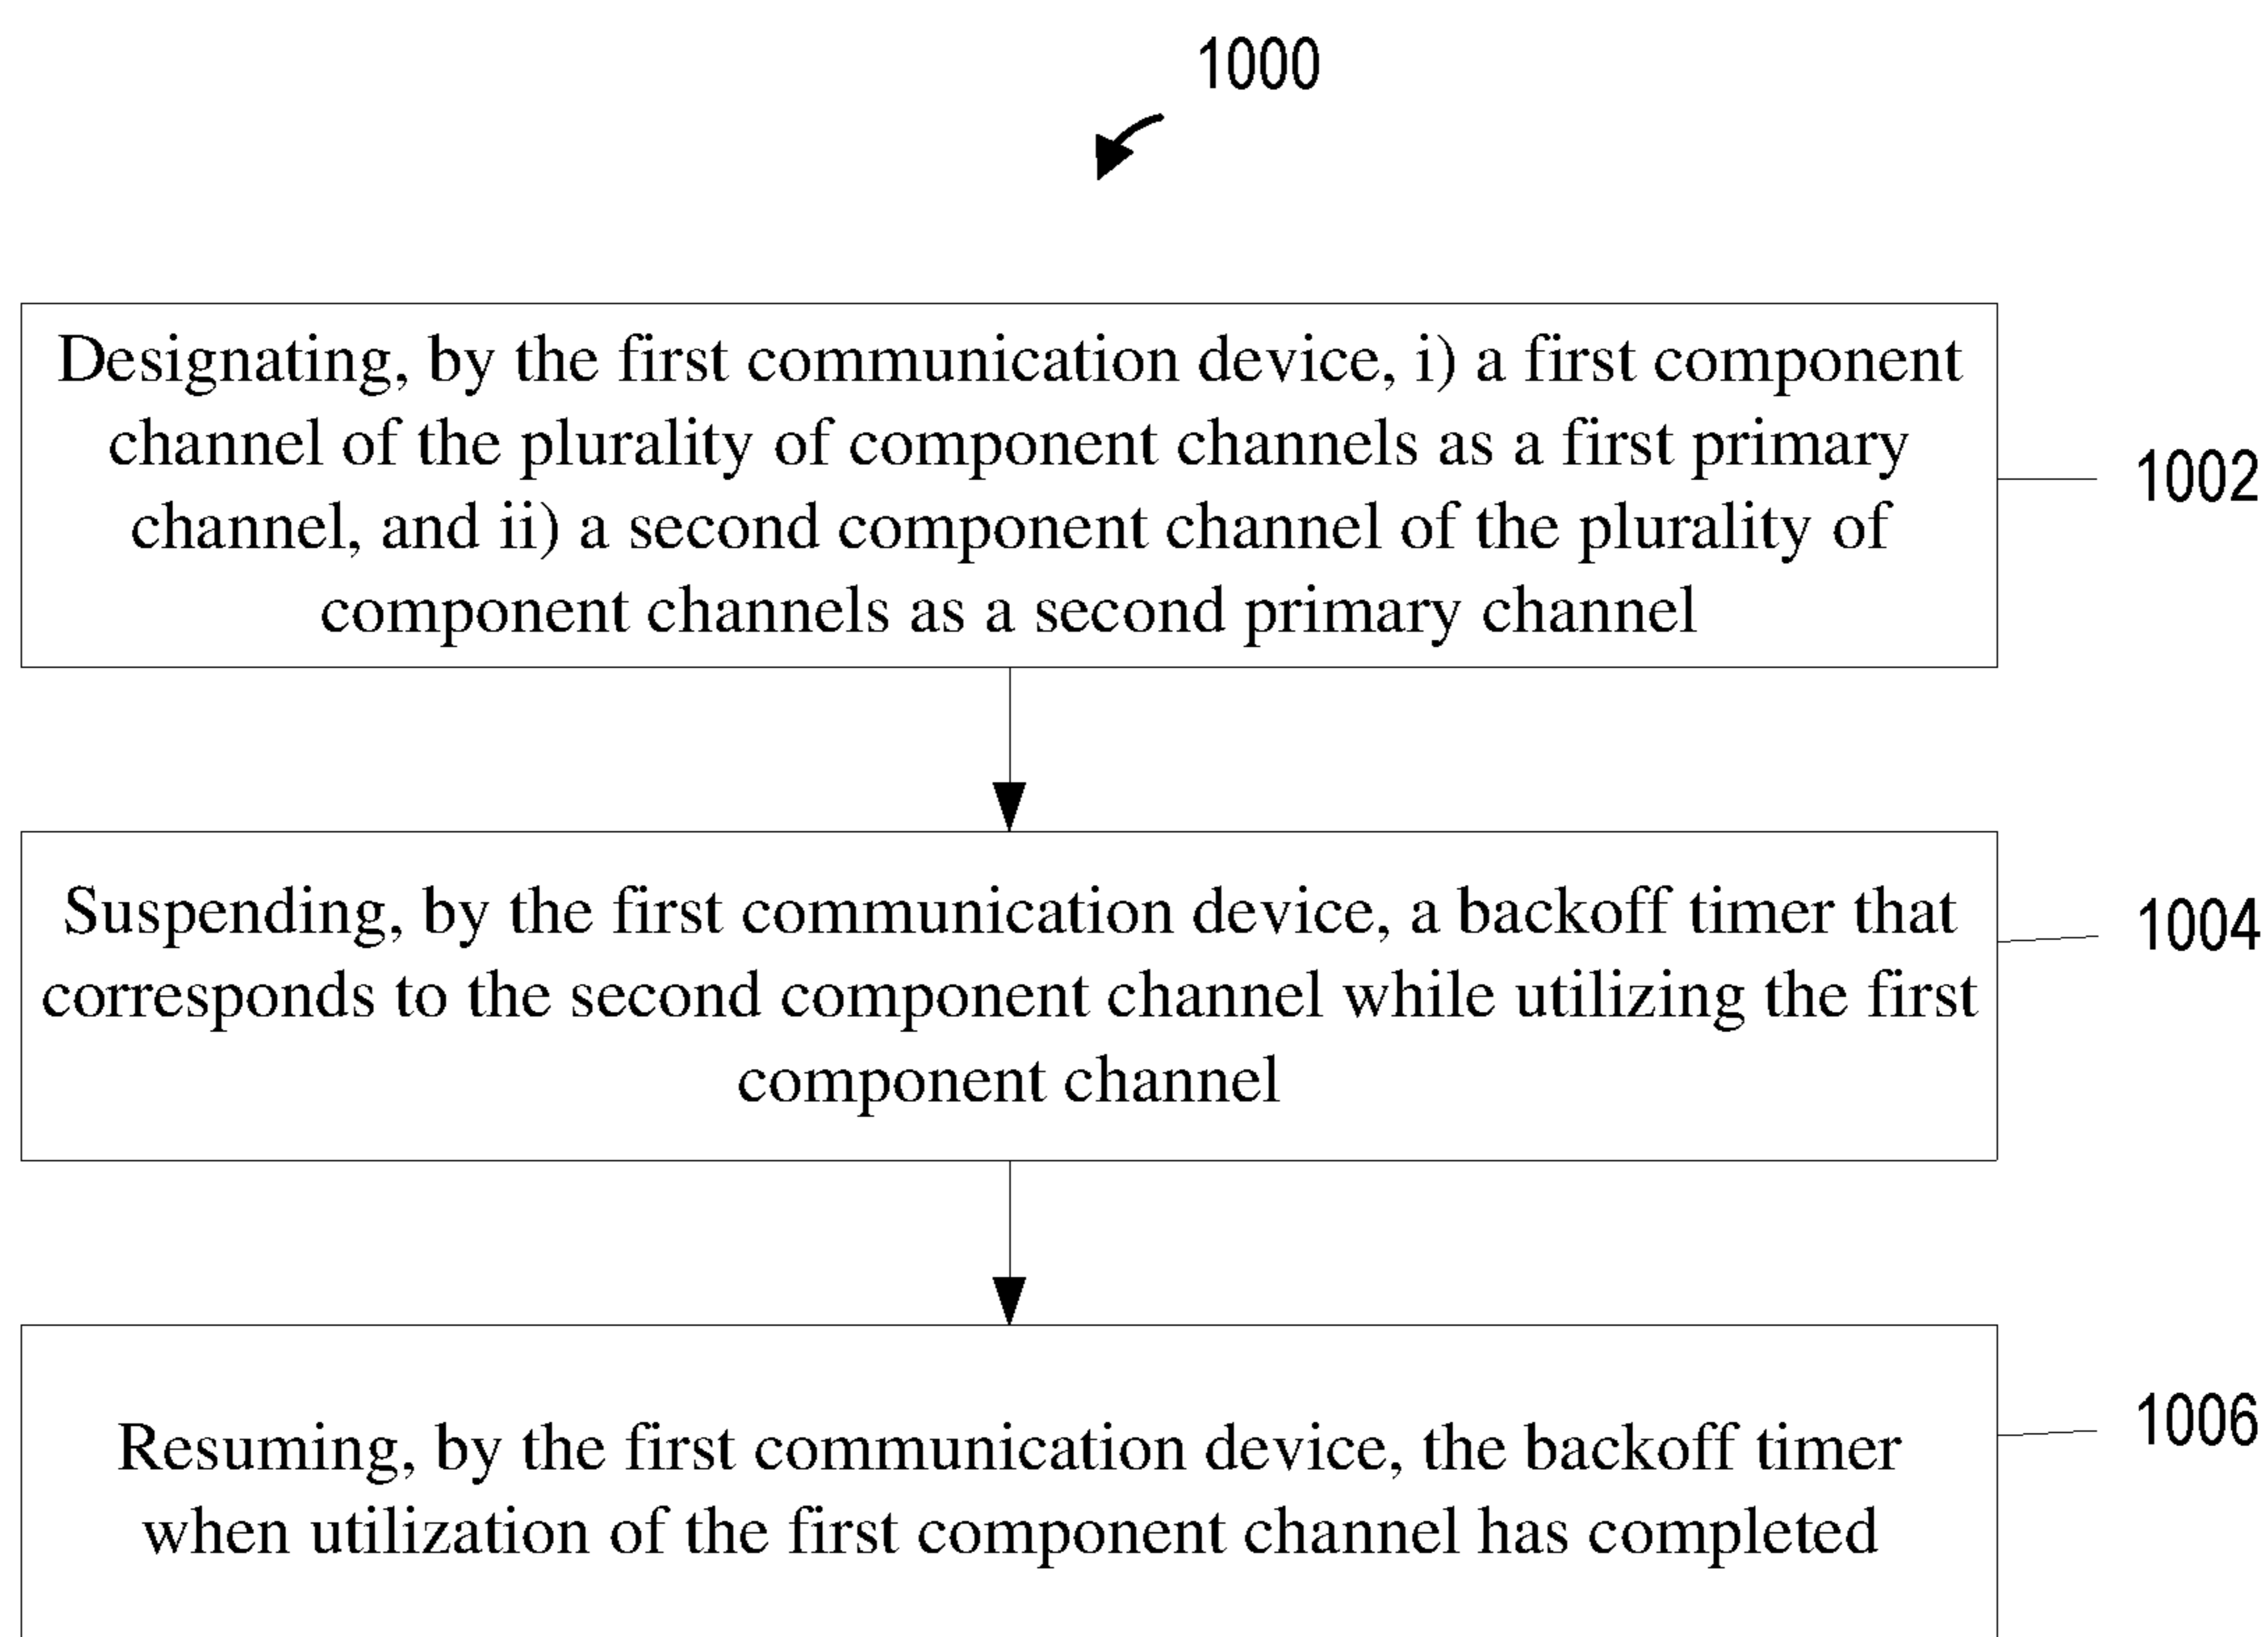 1000
Designating, by the first communication device, i) a first component
channel of the plurality of component channels as a first primary
channel, and ii) a second component channel of the plurality of
component channels as a second primary channel
1002
Suspending, by the first communication device, a backoff timer that
corresponds to the second component channel while utilizing the first
component channel
1004
Resuming, by the first communication device, the backoff timer
when utilization of the first component channel has completed
1006